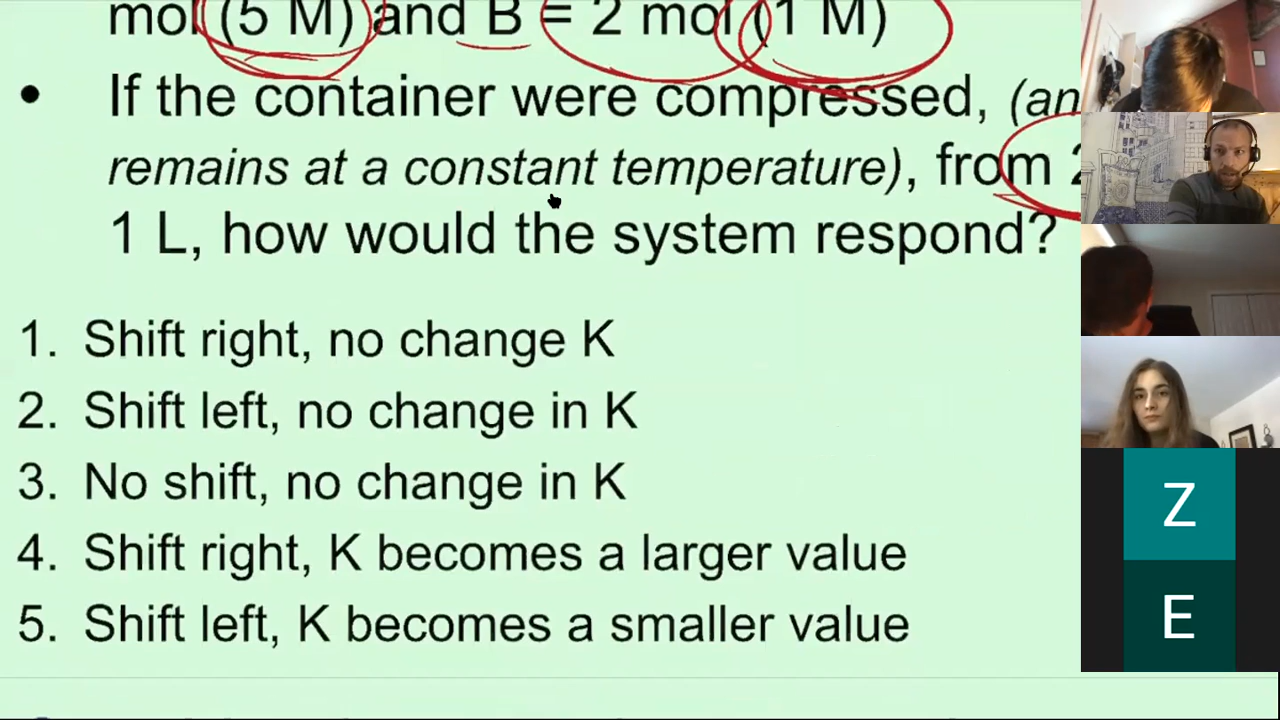 mol (5 M) and B = 2 mol (1 M)
• If the container were compressed, (an
remains at a constant temperature), from 2
1 L, how would the system respond?
1. Shift right, no change K
2. Shift left, no change in K
3. No shift, no change in K
4. Shift right, K becomes a larger value
5. Shift left, K becomes a smaller value
Z
E